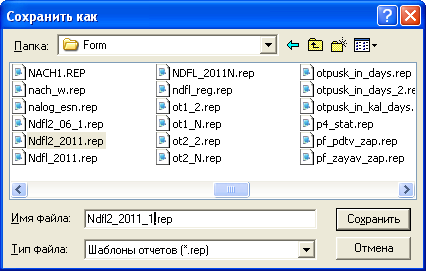 Сохранить как
Папка: Form
NACH1.REP
nach_w.rep
nalog_esn.rep
Ndfl2_06_1.rep
Ndfl2_2011.rep
Ndfl_2011.rep
NDFL_2011N.rep
ndfl_reg.rep
ot1_2.rep
ot1_N.rep
ot2_2.rep
ot2_N.rep
otpusk_in_days.rep
otpusk_in_days_2.re
otpusk_in_kal_days.
p4_stat.rep
pf_pdtv_zap.rep
pf_zayav_zap.rep
Имя файла: Ndfl2_2011_1.rep Сохранить
Тип файла: Шаблоны отчетов (*.rep) Отмена